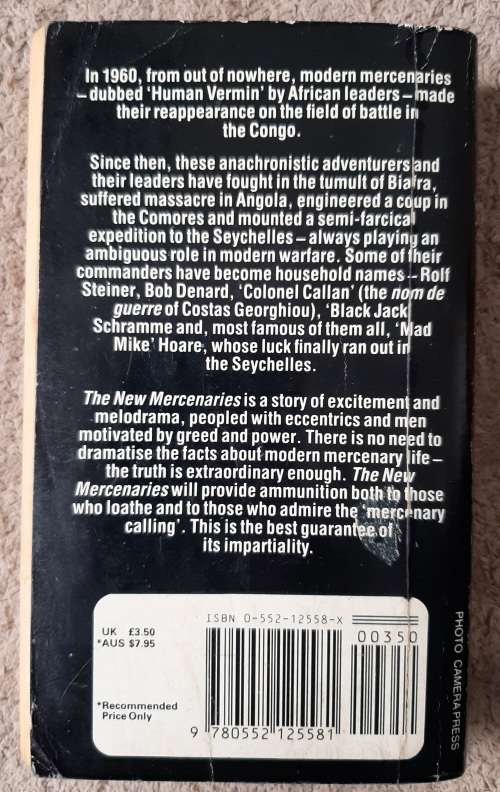 In 1960, from out of nowhere, modern mercenaries
– dubbed ‘Human Vermin’ by African leaders – made
their reappearance on the field of battle in
the Congo.
Since then, these anachronistic adventurers and
their leaders have fought in the tumult of Biafra,
suffered massacre in Angola, engineered a coup in
the Comores and mounted a semi-farcical
expedition to the Seychelles – always playing an
ambiguous role in modern warfare. Some of their
commanders have become household names – Rolf
Steiner, Bob Denard, ‘Colonel Callan’ (the nom de
guerre of Costas Georghiou), ‘Black Jack’
Schramme and, most famous of them all, ‘Mad
Mike’ Hoare, whose luck finally ran out in
the Seychelles.
The New Mercenaries is a story of excitement and
melodrama, peopled with eccentrics and men
motivated by greed and power. There is no need to
dramatise the facts about modern mercenary life –
the truth is extraordinary enough. The New
Mercenaries will provide ammunition both to those
who loathe and to those who admire the ‘mercenary
calling’. This is the best guarantee of
its impartiality.
UK £3.50
*AUS $7.95
*Recommended
Price Only
ISBN 0-552-12558-X
00350
9 780552 125581
PHOTO CAMERA PRESS